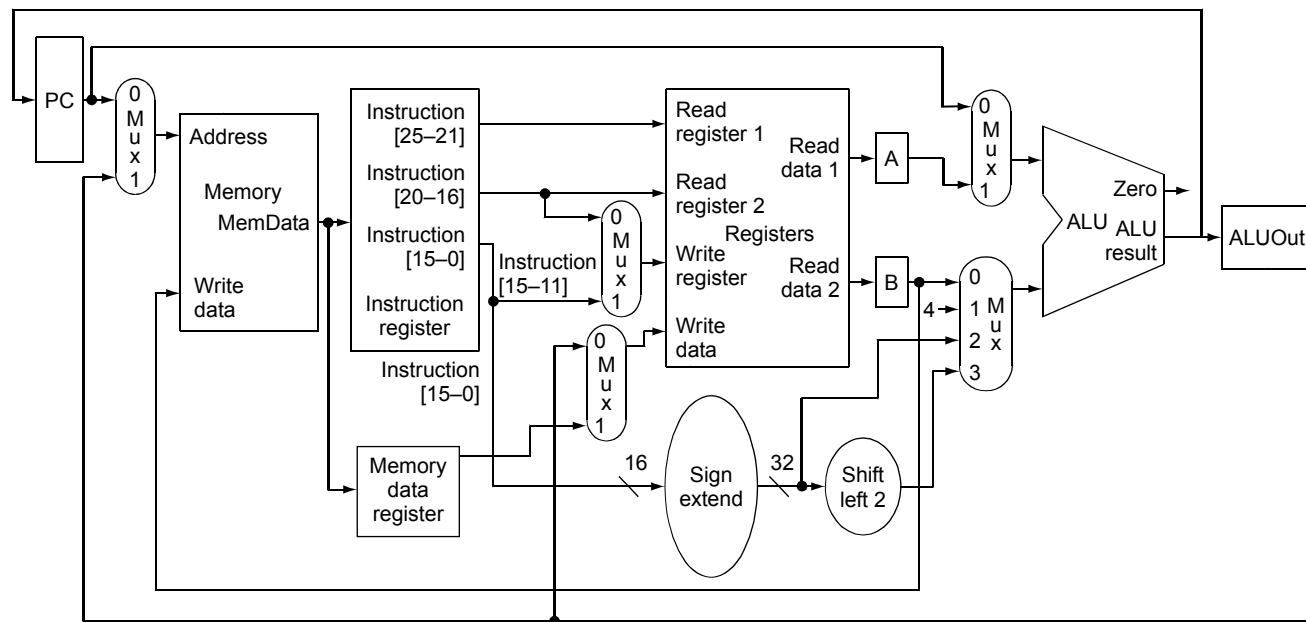 PC
0
M
u
x
1
Address
Memory
MemData
Write
data
Instruction
[25–21]
Instruction
[20–16]
Instruction
[15–0]
Instruction
register
Instruction
[15–11]
Instruction
[15–0]
Memory
data
register
0
M
u
x
1
0
M
u
x
1
Read
register 1
Read
register 2
Registers
Write
register
Write
data
Read
data 1
Read
data 2
16
Sign
extend
32
Shift
left 2
A
B
4
0
M
u
x
1
0
1
2
3
M
u
x
Zero
ALU
ALU
result
ALUOut